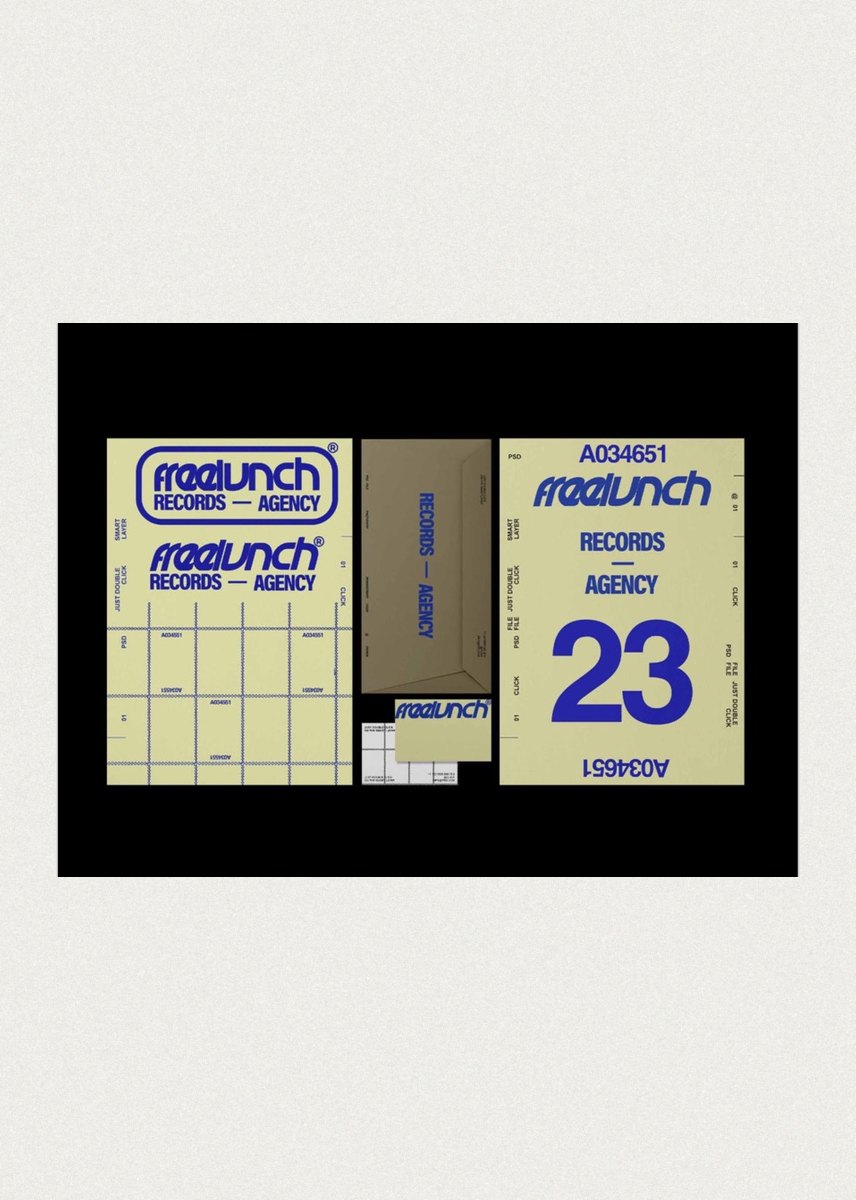 freelunch®
RECORDS — AGENCY
freelunch®
RECORDS — AGENCY
SMART
LAYER
JUST DOUBLE
CLICK
PSD
01
01
CLICK
A034651
A034651
A034651
A034651
A034651
A034651
RECORDS — AGENCY
freelunch®
PSD
A034651
freelunch
RECORDS
—
AGENCY
23
A034651
SMART
LAYER
JUST DOUBLE
CLICK
FILE
FILE
PSD
CLICK
01
@ 01
01
CLICK
PSD FILE
FILE JUST DOUBLE
CLICK